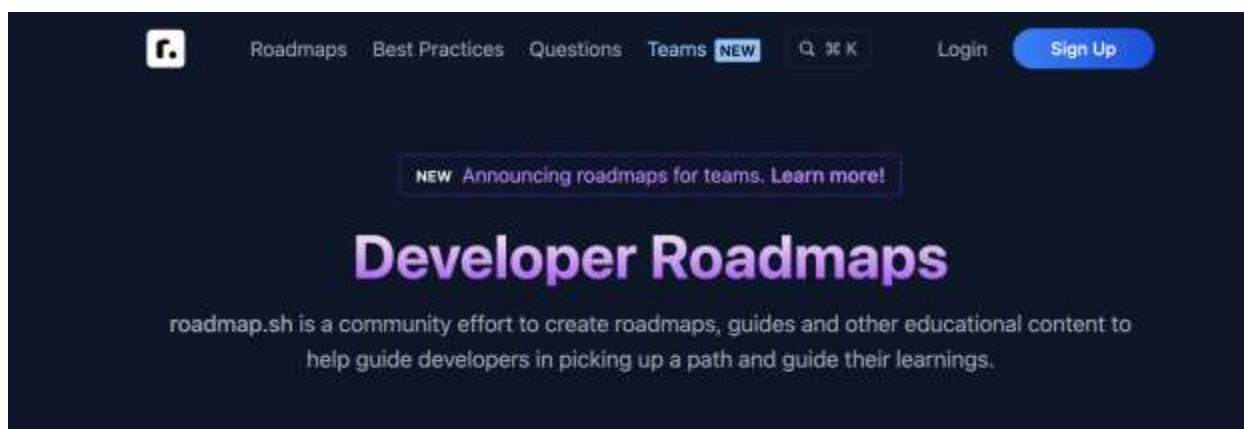 r. Roadmaps Best Practices Questions Teams NEW ⌘ K Login Sign Up
NEW Announcing roadmaps for teams. Learn more!
Developer Roadmaps
roadmap.sh is a community effort to create roadmaps, guides and other educational content to
help guide developers in picking up a path and guide their learnings.